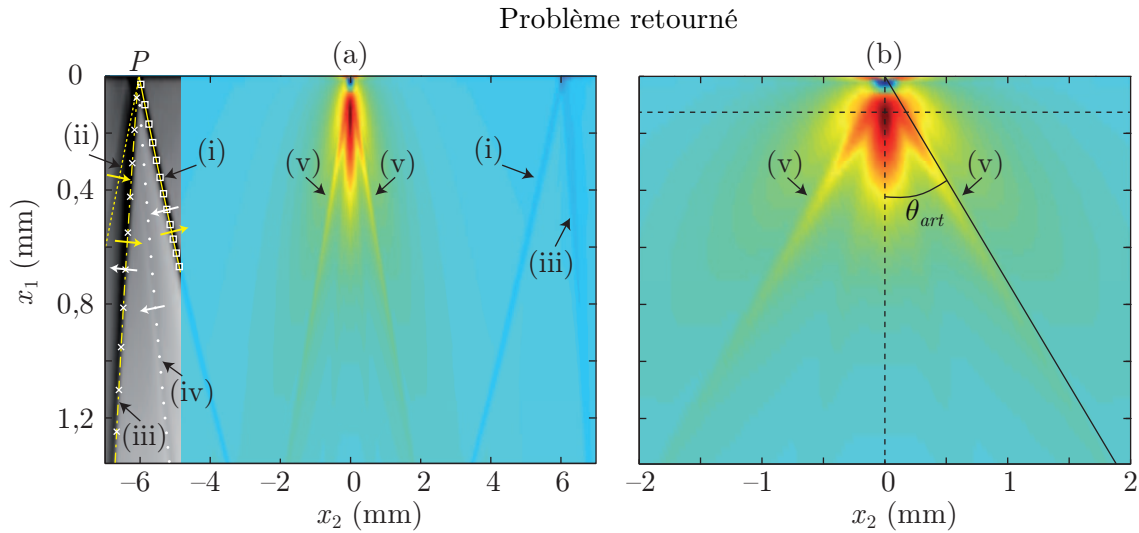 Problème retourné
(a)
(b)
P
0
0,4
0,8
1,2
x1 (mm)
(ii)
(i)
(iv)
(iii)
(v)
(v)
(i)
(iii)
–6
–4
–2
0
2
4
6
x2 (mm)
(v)
(v)
θart
–2
–1
0
1
2
x2 (mm)